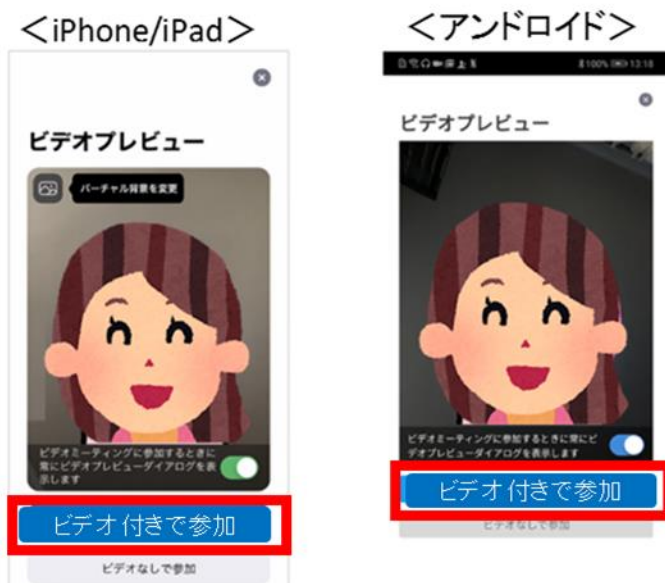 ＜iPhone/iPad＞
ビデオプレビュー
バーチャル背景を変更
ビデオミーティングに参加するときに
常にビデオプレビューダイアログを表
示します
ビデオ付きで参加
ビデオなしで参加
＜アンドロイド＞
100% 13:18
ビデオプレビュー
ビデオミーティングに参加するときに常にビ
デオプレビューダイアログを表示します
ビデオ付きで参加
ビデオなしで参加